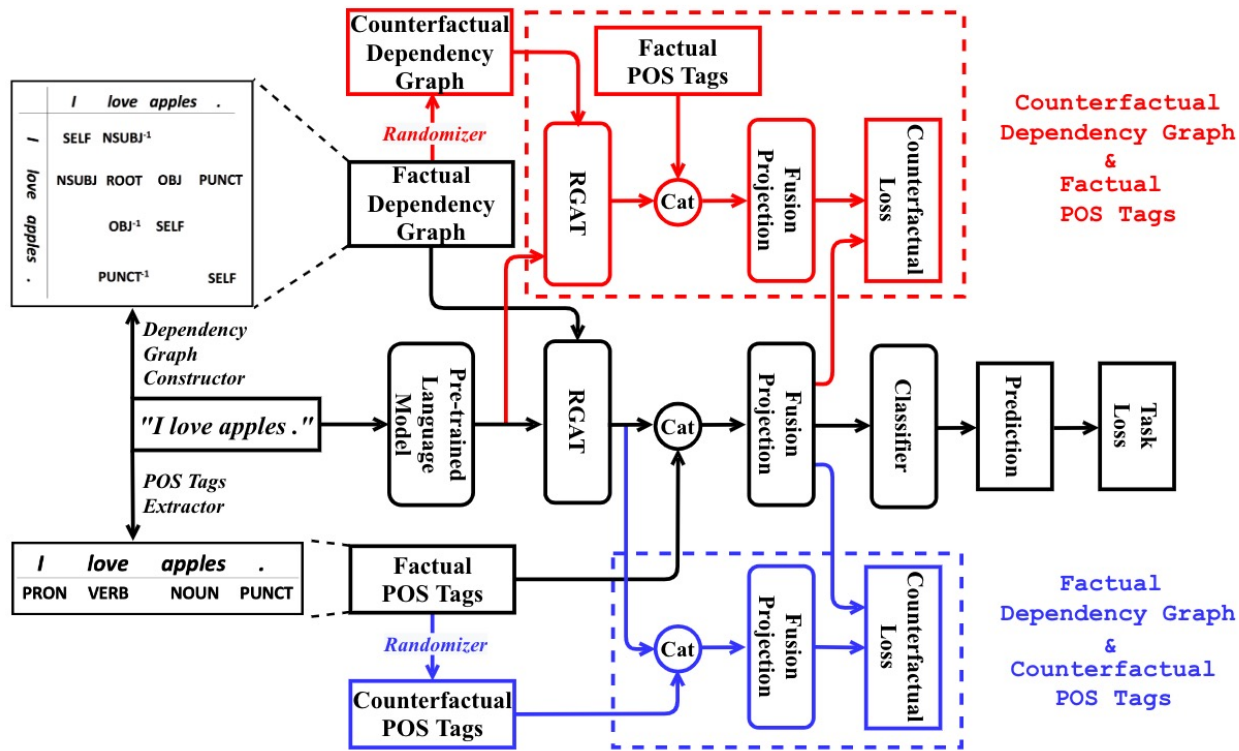 Counterfactual
Dependency
Graph
Randomizer
Factual
Dependency
Graph
I love apples .
I love apples .
SELF NSUBJ-1
NSUBJ ROOT OBJ PUNCT
OBJ-1 SELF
PUNCT-1 SELF
Factual
POS Tags
RGAT
Cat
Fusion
Projection
Counterfactual
Loss
Counterfactual
Dependency Graph
&
Factual
POS Tags
Dependency
Graph
Constructor
"I love apples ."
POS Tags
Extractor
Pre-trained
Language
Model
RGAT
Cat
Fusion
Projection
Classifier
Prediction
Task
Loss
I love apples .
PRON VERB NOUN PUNCT
Factual
POS Tags
Randomizer
Counterfactual
POS Tags
Cat
Fusion
Projection
Counterfactual
Loss
Factual
Dependency Graph
&
Counterfactual
POS Tags